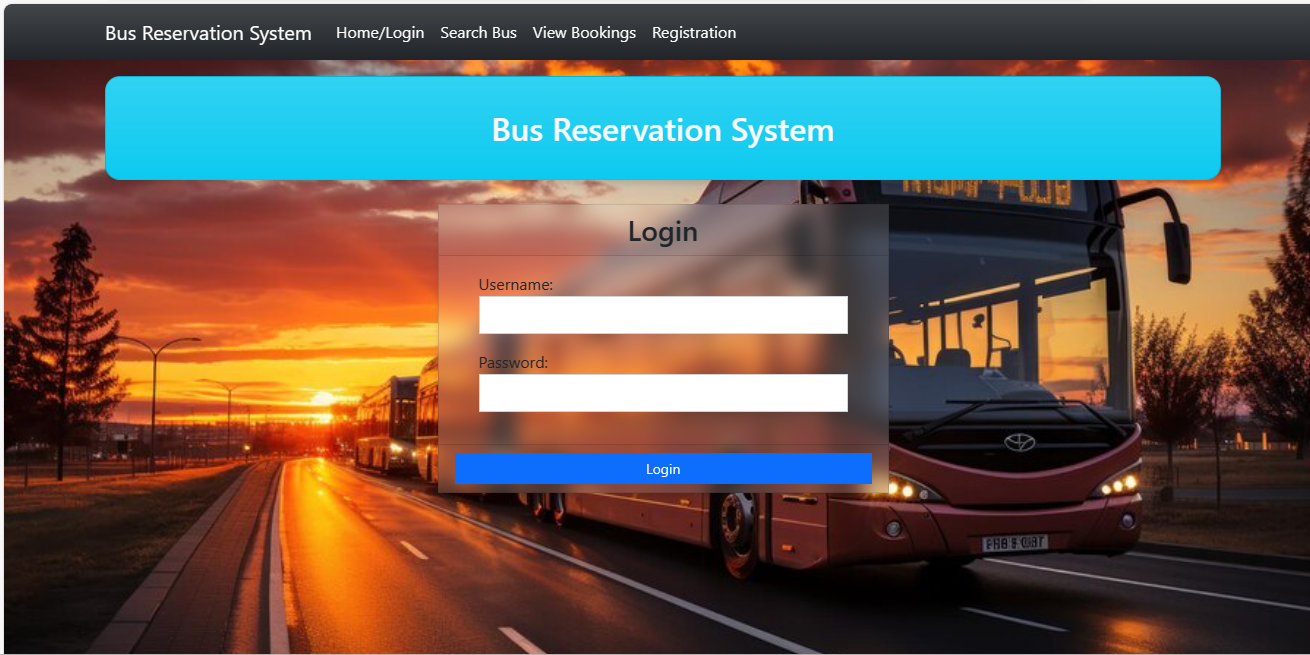 Bus Reservation System Home/Login Search Bus View Bookings Registration
Bus Reservation System
Login
Username:
Password:
Login